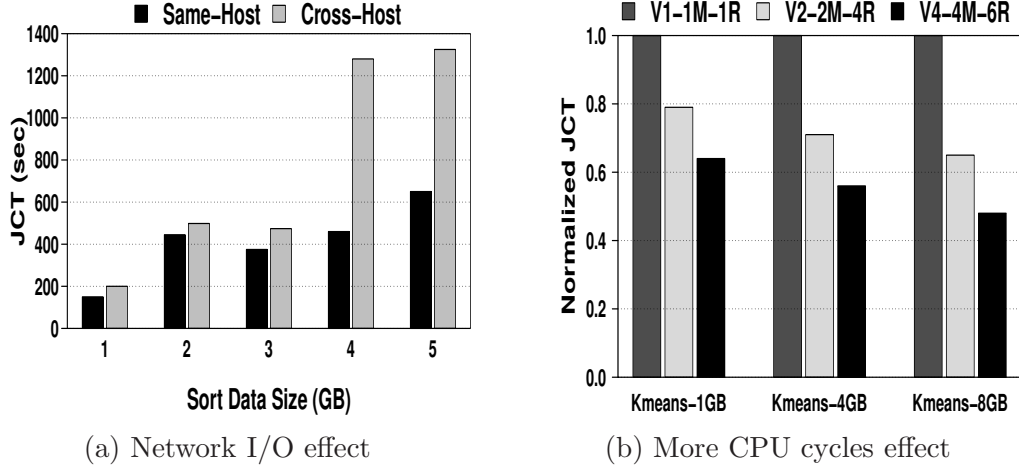 Same-Host Cross-Host
1400
1200
1000
800
600
400
200
0
JCT (sec)
1 2 3 4 5
Sort Data Size (GB)
(a) Network I/O effect
V1-1M-1R V2-2M-4R V4-4M-6R
1.0
0.8
0.6
0.4
0.2
0.0
Normalized JCT
Kmeans-1GB Kmeans-4GB Kmeans-8GB
(b) More CPU cycles effect